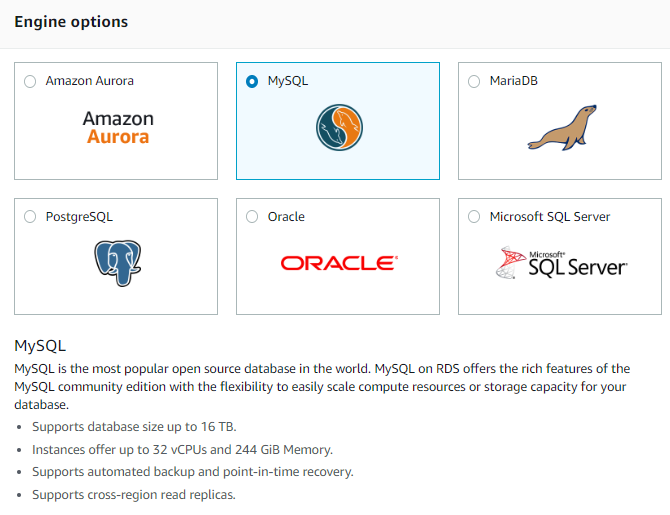 Engine options
Amazon Aurora
Amazon
Aurora
MySQL
MariaDB
PostgreSQL
Oracle
ORACLE
Microsoft SQL Server
Microsoft
SQL Server
MySQL
MySQL is the most popular open source database in the world. MySQL on RDS offers the rich features of the
MySQL community edition with the flexibility to easily scale compute resources or storage capacity for your
database.
• Supports database size up to 16 TB.
• Instances offer up to 32 vCPUs and 244 GiB Memory.
• Supports automated backup and point-in-time recovery.
• Supports cross-region read replicas.